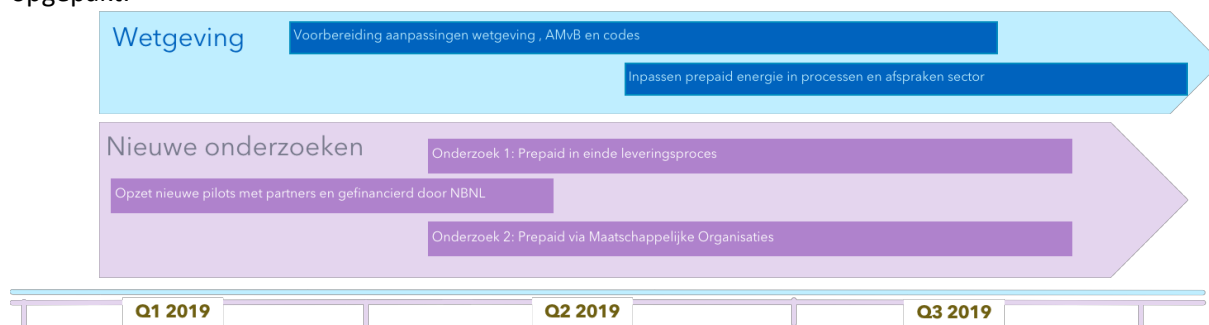 opgepakt.
Wetgeving
Voorbereiding aanpassingen wetgeving , AMvB en codes
Inpassen prepaid energie in processen en afspraken sector
Nieuwe onderzoeken
Onderzoek 1: Prepaid in einde leveringsproces
Opzet nieuwe pilots met partners en gefinancierd door NBNL
Onderzoek 2: Prepaid via Maatschappelijke Organisaties
Q1 2019 Q2 2019 Q3 2019